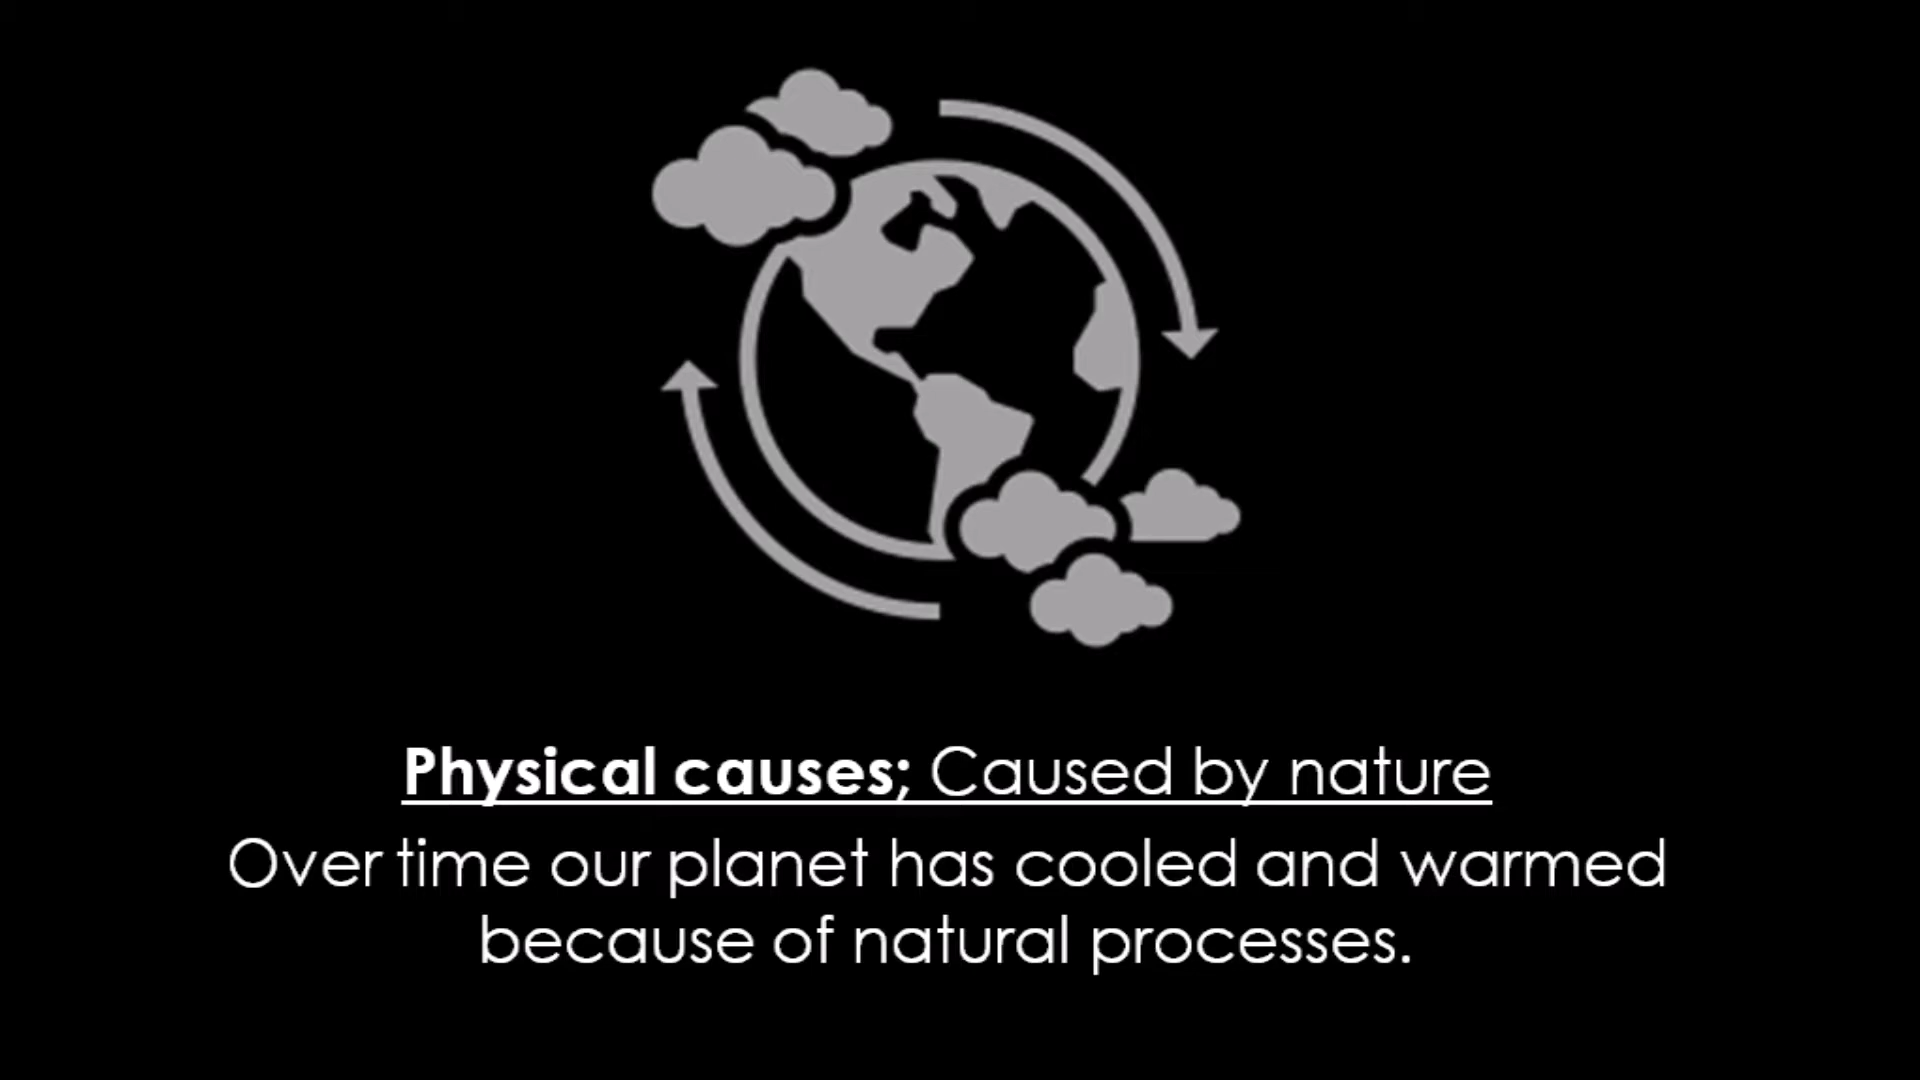 Physical causes; Caused by nature
Over time our planet has cooled and warmed
because of natural processes.